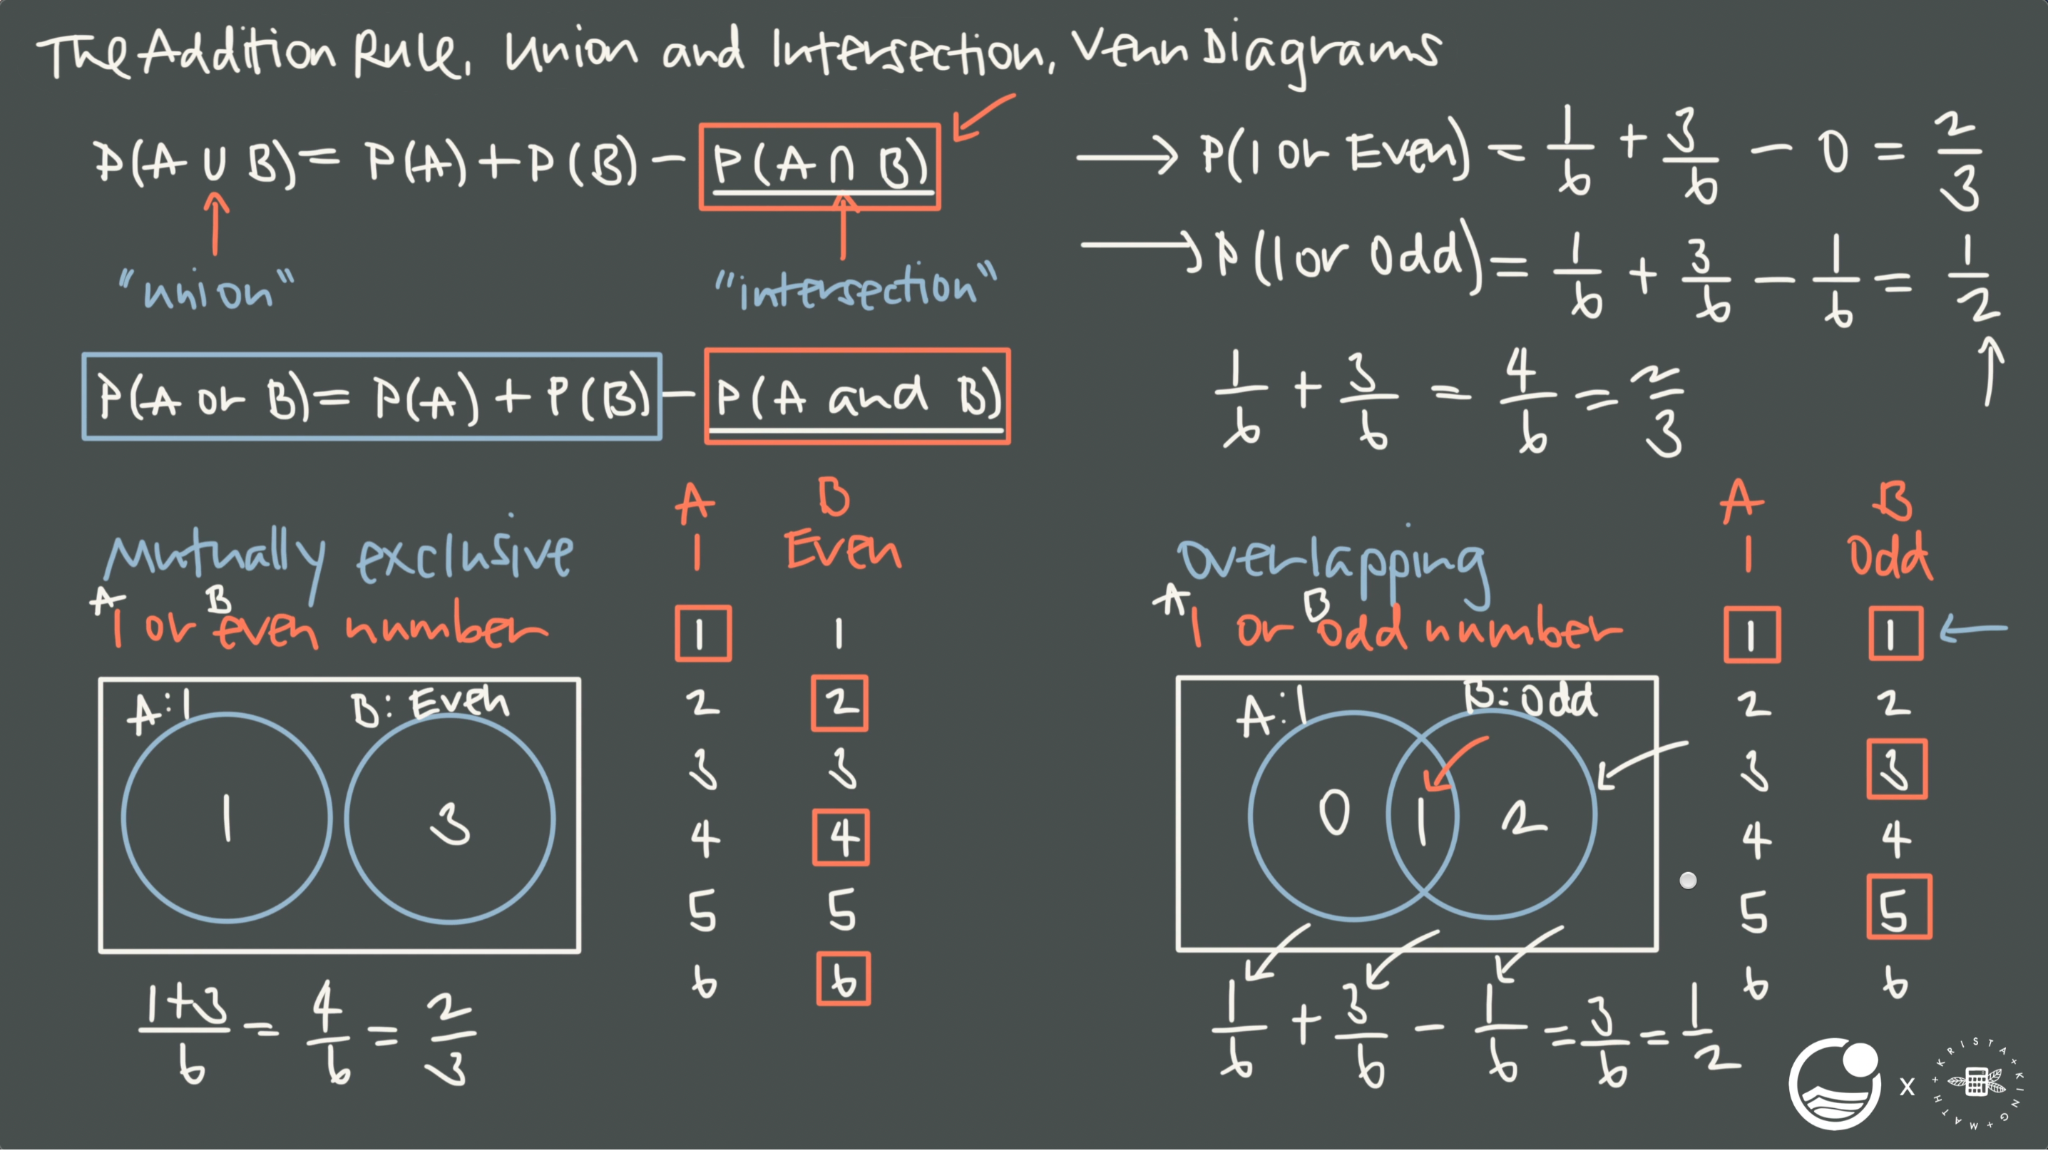 The Addition Rule, Union and Intersection, Venn Diagrams
P(A ∪ B) = P(A) + P(B) − P(A ∩ B)
"union"
"intersection"
P(A or B) = P(A) + P(B) − P(A and B)
→ P(1 or Even) = 1/6 + 3/6 − 0 = 2/3
→ P(1 or Odd) = 1/6 + 3/6 − 1/6 = 1/2
1/6 + 3/6 = 4/6 = 2/3
Mutually exclusive
A B
1 or even number
A:1 B: Even
1 3
(1+3)/6 = 4/6 = 2/3
A B
1 Even
1 1
2 2
3 3
4 4
5 5
6 6
Overlapping
A B
1 or odd number
A:1 B: Odd
0 1 2
1/6 + 3/6 − 1/6 = 3/6 = 1/2
A B
1 Odd
1 1
2 2
3 3
4 4
5 5
6 6
x
KRISTA + KING + MATH +